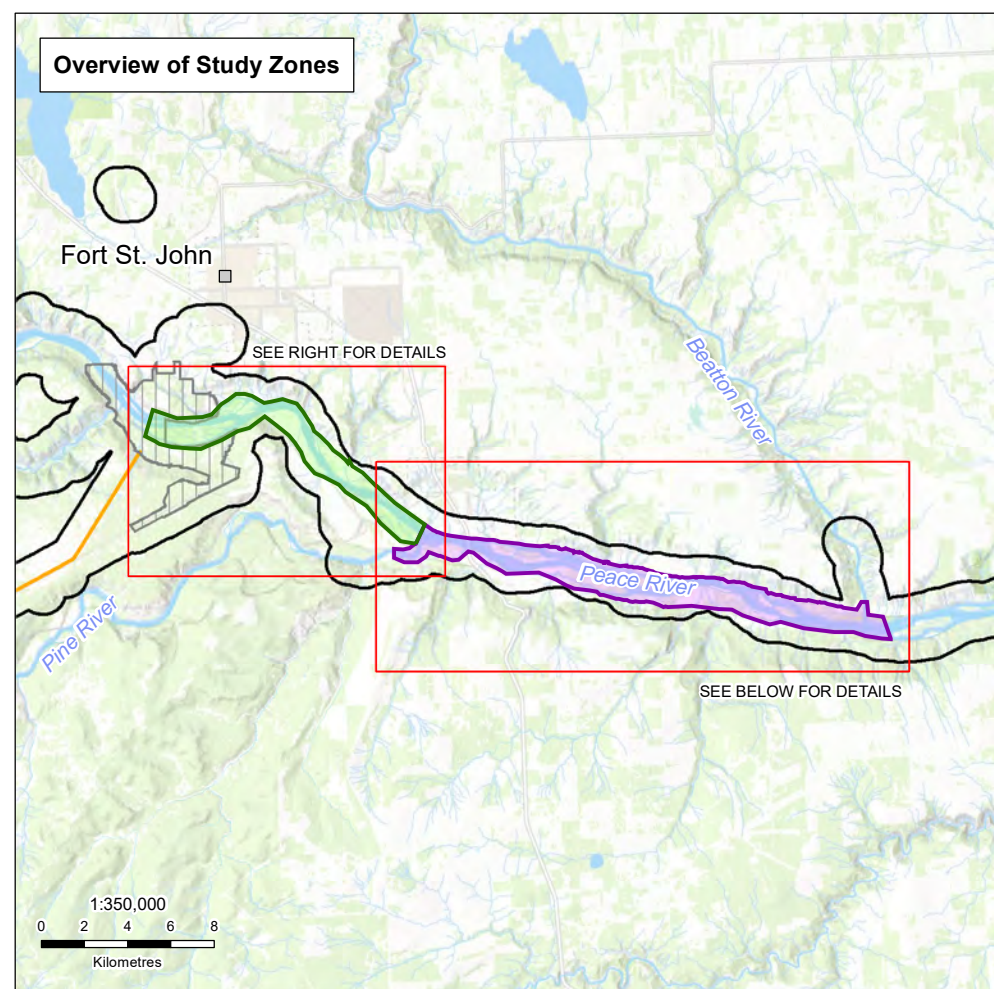 Overview of Study Zones
Fort St. John
SEE RIGHT FOR DETAILS
Beatton River
Peace River
Pine River
SEE BELOW FOR DETAILS
1:350,000
0 2 4 6 8
Kilometres